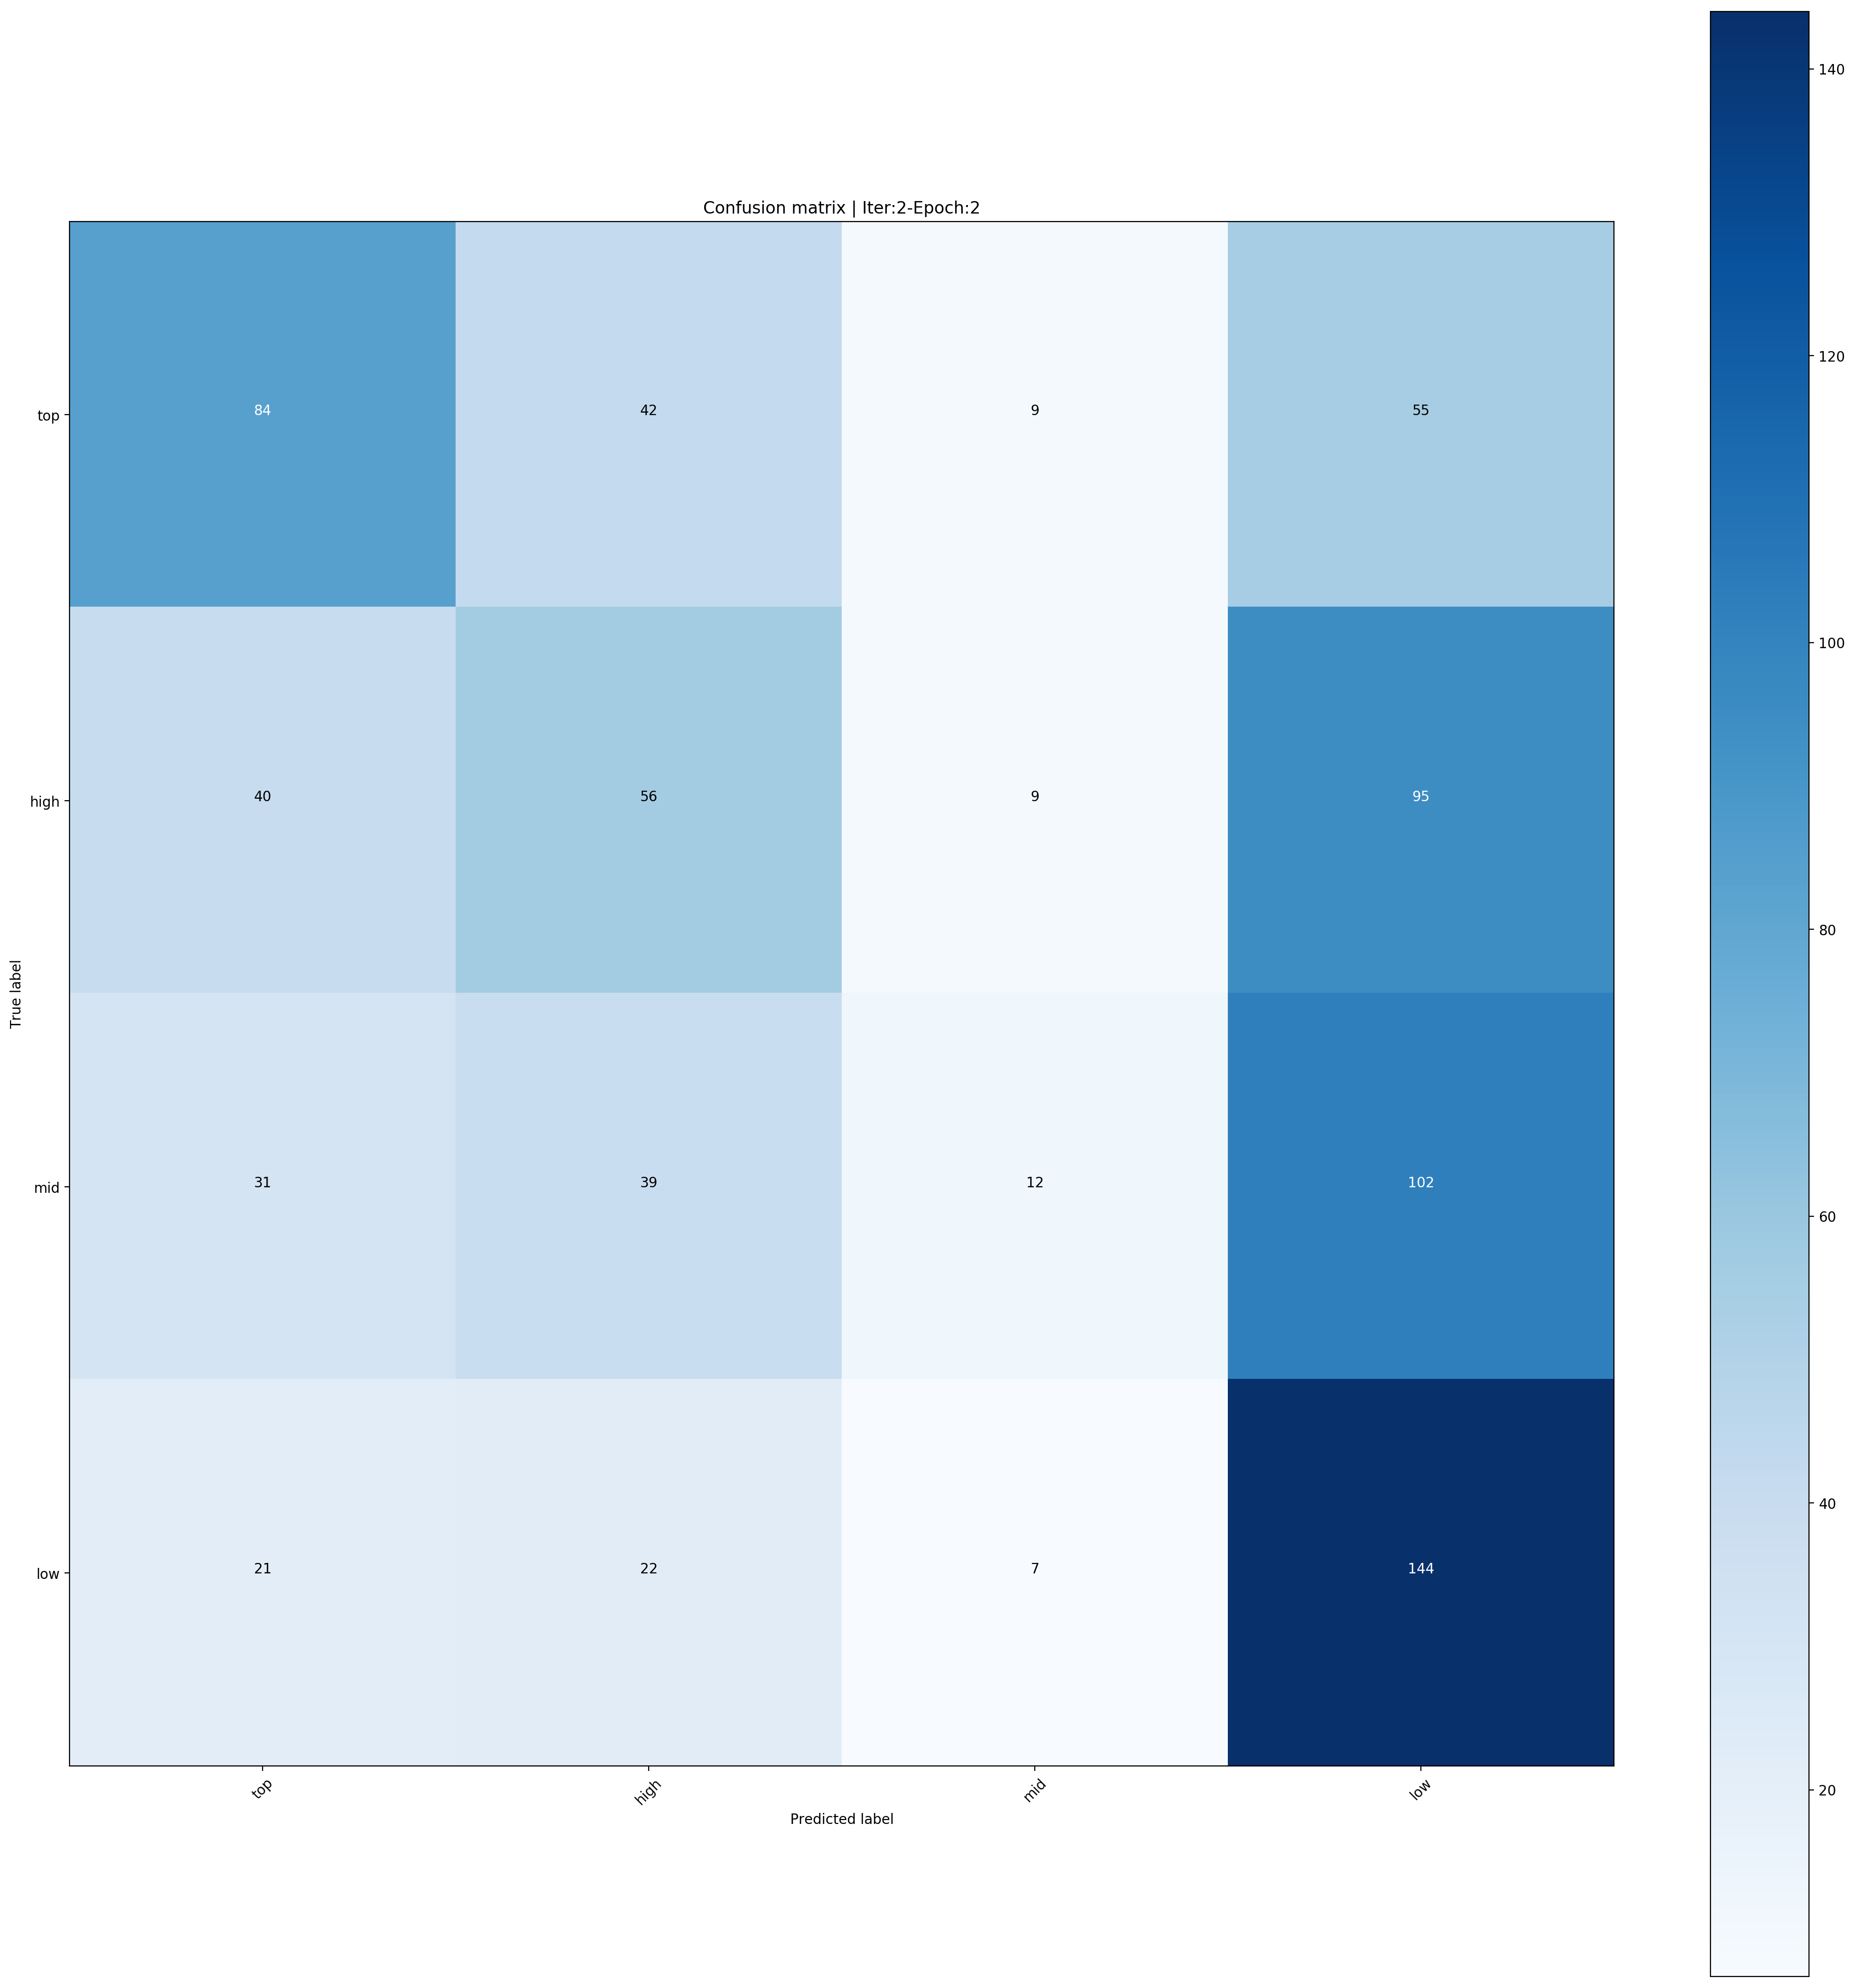 Confusion matrix | Iter:2-Epoch:2
True label
top
84 42 9 55
high
40 56 9 95
mid
31 39 12 102
low
21 22 7 144
top high mid low
Predicted label
140
120
100
80
60
40
20